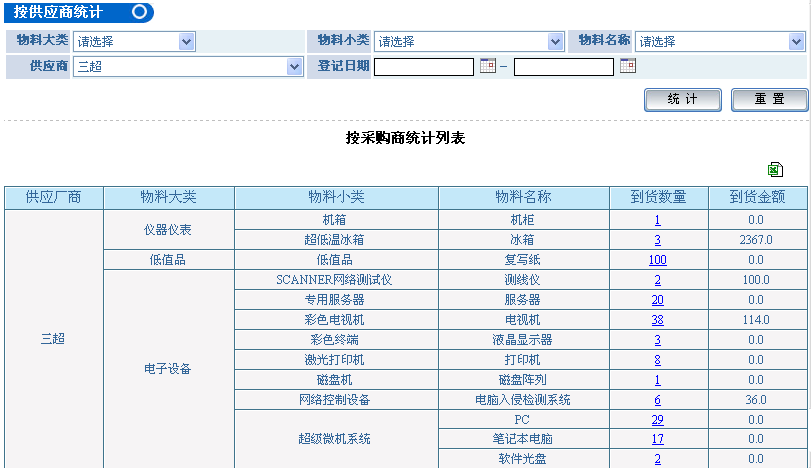 按供应商统计
物料大类 请选择 物料小类 请选择 物料名称 请选择
供应商 三超 登记日期 –
统 计 重 置
按采购商统计列表
供应厂商 物料大类 物料小类 物料名称 到货数量 到货金额
三超 仪器仪表 机箱 机柜 1 0.0
超低温冰箱 冰箱 3 2367.0
低值品 低值品 复写纸 100 0.0
电子设备 SCANNER网络测试仪 测线仪 2 100.0
专用服务器 服务器 20 0.0
彩色电视机 电视机 38 114.0
彩色终端 液晶显示器 3 0.0
激光打印机 打印机 8 0.0
磁盘机 磁盘阵列 1 0.0
网络控制设备 电脑入侵检测系统 6 36.0
超级微机系统 PC 29 0.0
笔记本电脑 17 0.0
软件光盘 2 0.0